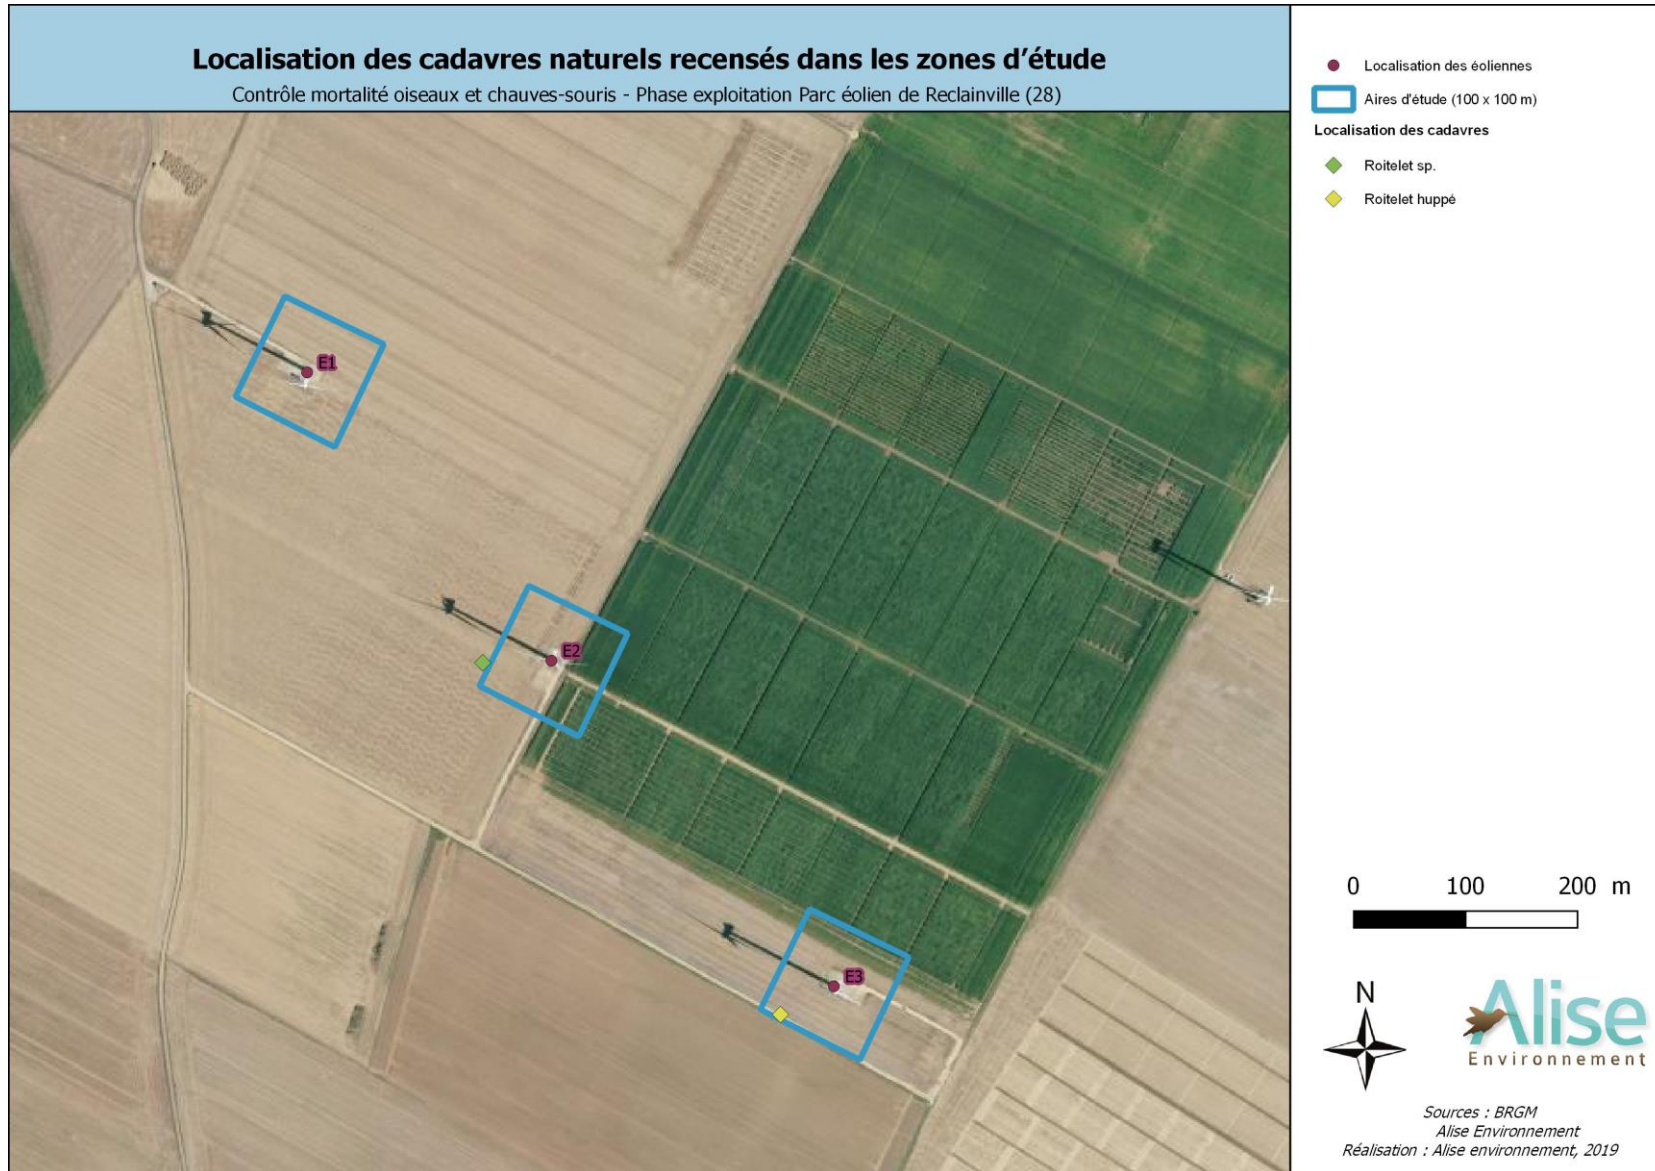 Localisation des cadavres naturels recensés dans les zones d'étude
Contrôle mortalité oiseaux et chauves-souris - Phase exploitation Parc éolien de Reclainville (28)
Localisation des éoliennes
Aires d'étude (100 x 100 m)
Localisation des cadavres
Roitelet sp.
Roitelet huppé
E1
E2
E3
0 100 200 m
N
Alise
Environnement
Sources : BRGM
Alise Environnement
Réalisation : Alise environnement, 2019